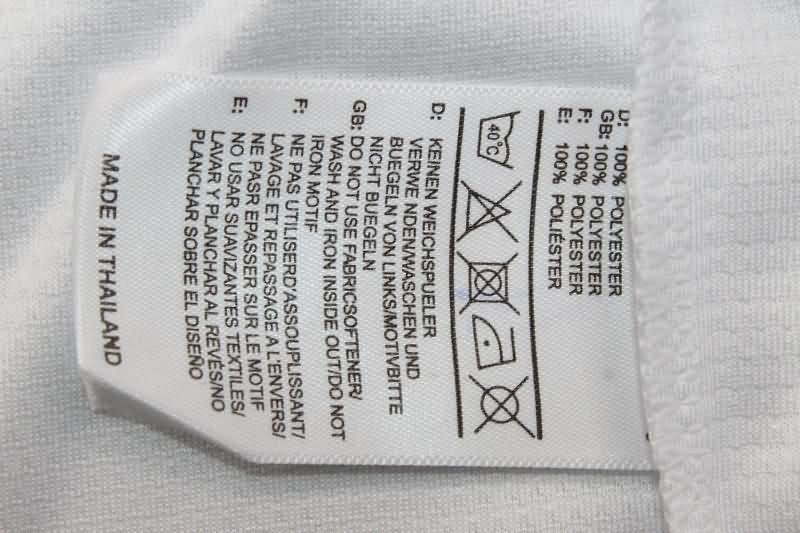 D: 100% POLYESTER
GB: 100% POLYESTER
F: 100% POLYESTER
E: 100% POLIÉSTER
40°C
D: KEINEN WEICHSPUELER
VERWE NDEN/WASCHEN UND
BUEGELN VON LINKS/MOTIVBITTE
NICHT BUEGELN
GB: DO NOT USE FABRICSOFTENER/
WASH AND IRON INSIDE OUT/DO NOT
IRON MOTIF
F: NE PAS UTILISERD'ASSOUPLISSANT/
LAVAGE ET REPASSAGE A L'ENVERS/
NE PASR EPASSER SUR LE MOTIF
E: NO USAR SUAVIZANTES TEXTILES/
LAVAR Y PLANCHAR AL REVÉS/NO
PLANCHAR SOBRE EL DISEÑO
MADE IN THAILAND